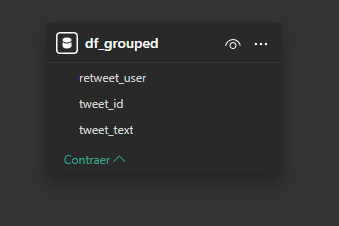 df_grouped
retweet_user
tweet_id
tweet_text
Contraer